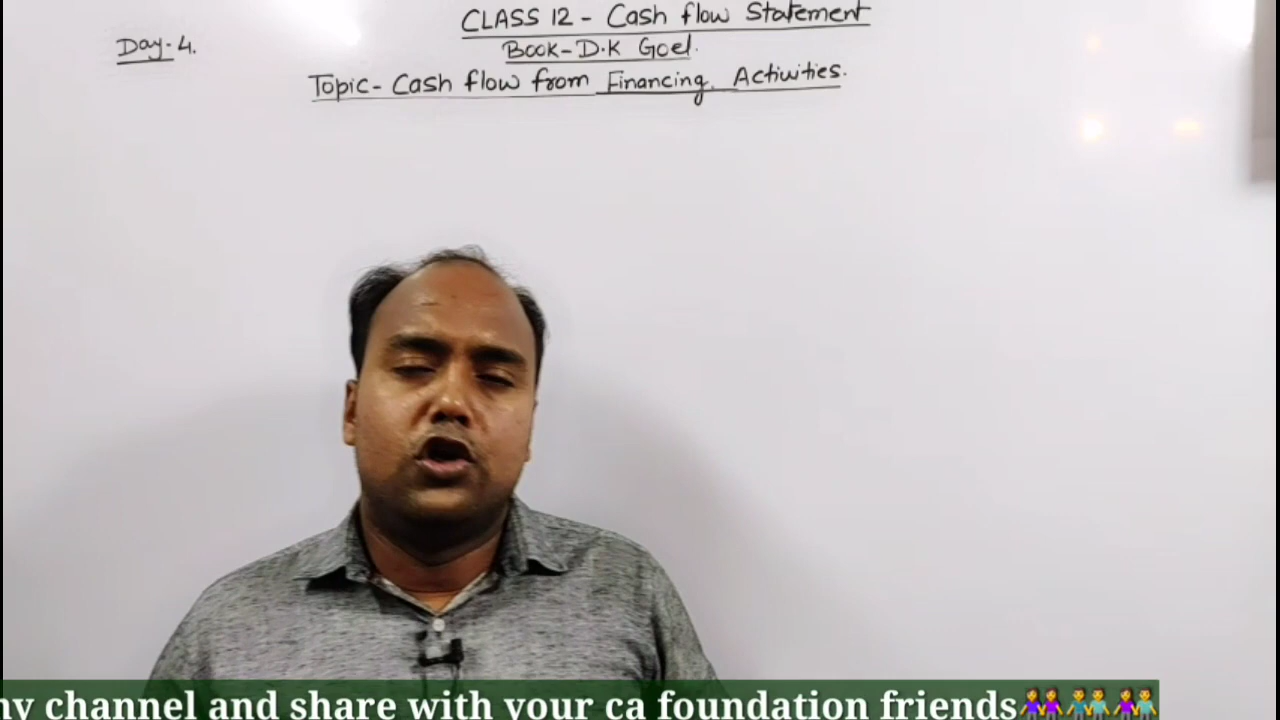 CLASS 12 - Cash flow Statement
Day-4.
Book-D.K Goel.
Topic- Cash flow from Financing Activities.
my channel and share with your ca foundation friends👭👬👭